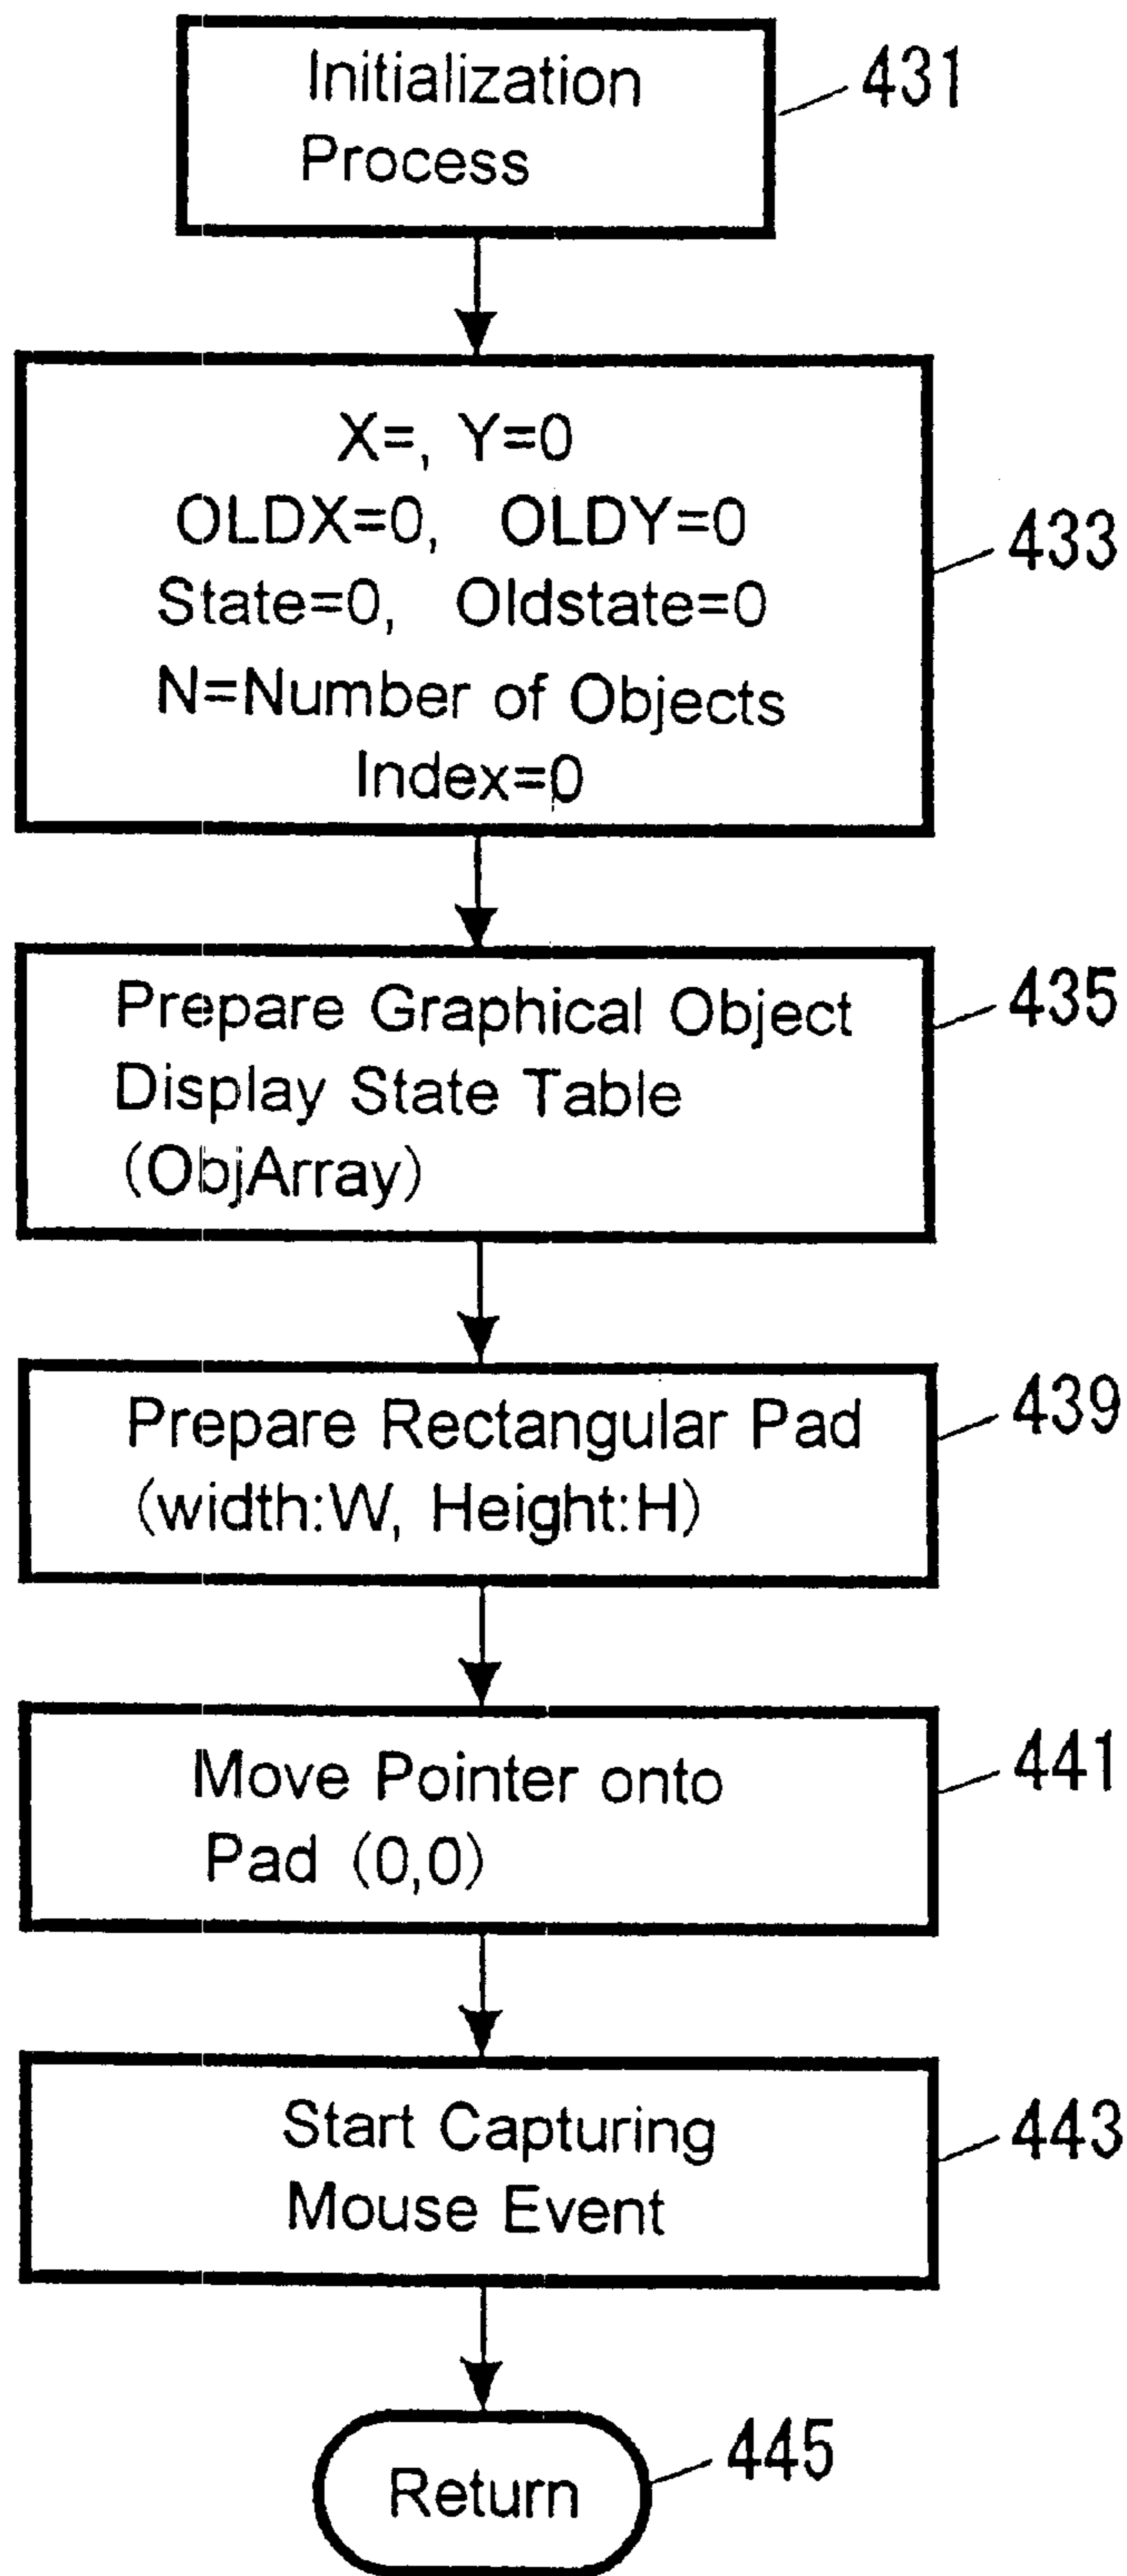 Initialization
Process
431
X=, Y=0
OLDX=0, OLDY=0
State=0, Oldstate=0
N=Number of Objects
Index=0
433
Prepare Graphical Object
Display State Table
(ObjArray)
435
Prepare Rectangular Pad
(width:W, Height:H)
439
Move Pointer onto
Pad (0,0)
441
Start Capturing
Mouse Event
443
Return
445